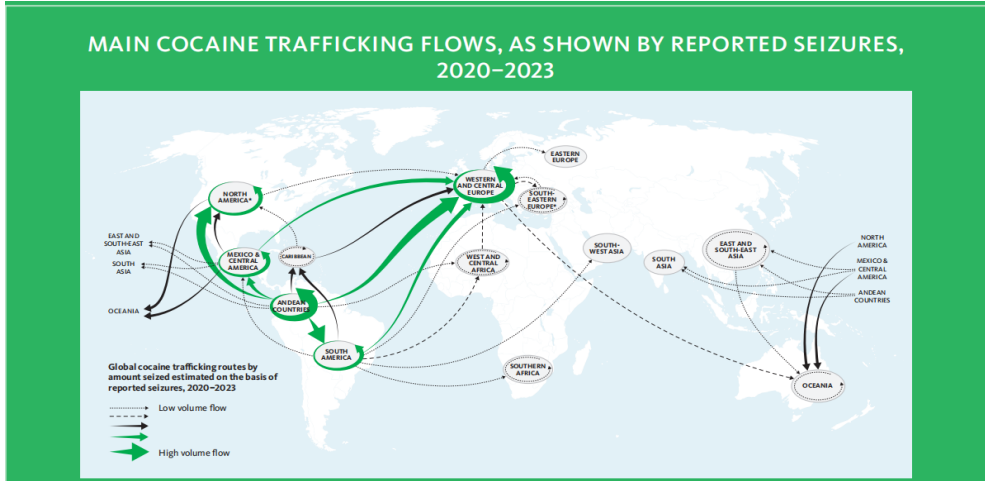 MAIN COCAINE TRAFFICKING FLOWS, AS SHOWN BY REPORTED SEIZURES,
2020–2023
EASTERN
EUROPE
WESTERN
AND CENTRAL
EUROPE
NORTH
AMERICA*
SOUTH-
EASTERN
EUROPE*
EAST AND
SOUTH-EAST
ASIA
SOUTH
ASIA
OCEANIA
MEXICO &
CENTRAL
AMERICA
CARIBBEAN
WEST AND
CENTRAL
AFRICA
SOUTH-
WEST ASIA
SOUTH
ASIA
EAST AND
SOUTH-EAST
ASIA
NORTH
AMERICA
MEXICO &
CENTRAL
AMERICA
ANDEAN
COUNTRIES
ANDEAN
COUNTRIES
SOUTH
AMERICA
SOUTHERN
AFRICA
OCEANIA
Global cocaine trafficking routes by
amount seized estimated on the basis of
reported seizures, 2020–2023
Low volume flow
High volume flow